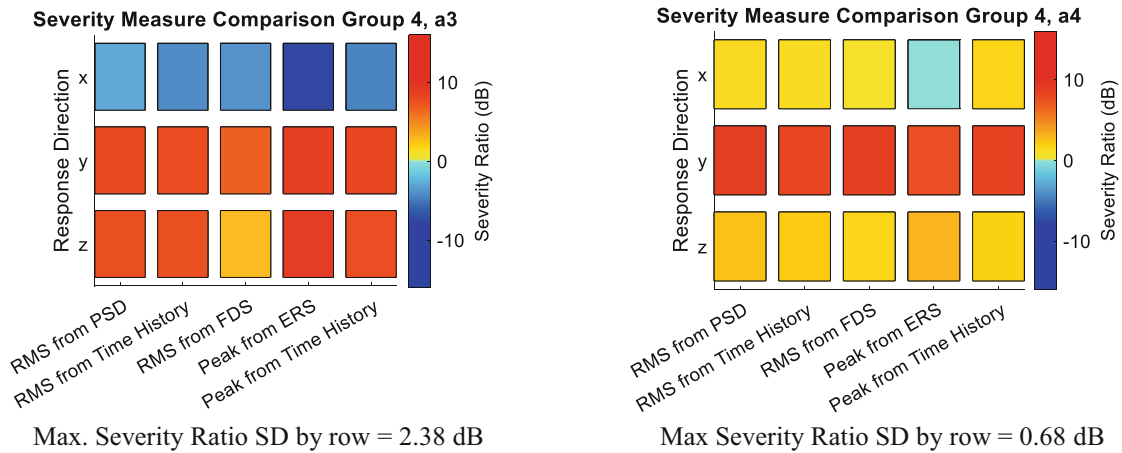 Severity Measure Comparison Group 4, a3
Response Direction
x
y
z
10
0
-10
Severity Ratio (dB)
RMS from PSD
RMS from Time History
RMS from FDS
Peak from ERS
Peak from Time History
Max. Severity Ratio SD by row = 2.38 dB
Severity Measure Comparison Group 4, a4
Response Direction
x
y
z
10
0
-10
Severity Ratio (dB)
RMS from PSD
RMS from Time History
RMS from FDS
Peak from ERS
Peak from Time History
Max Severity Ratio SD by row = 0.68 dB